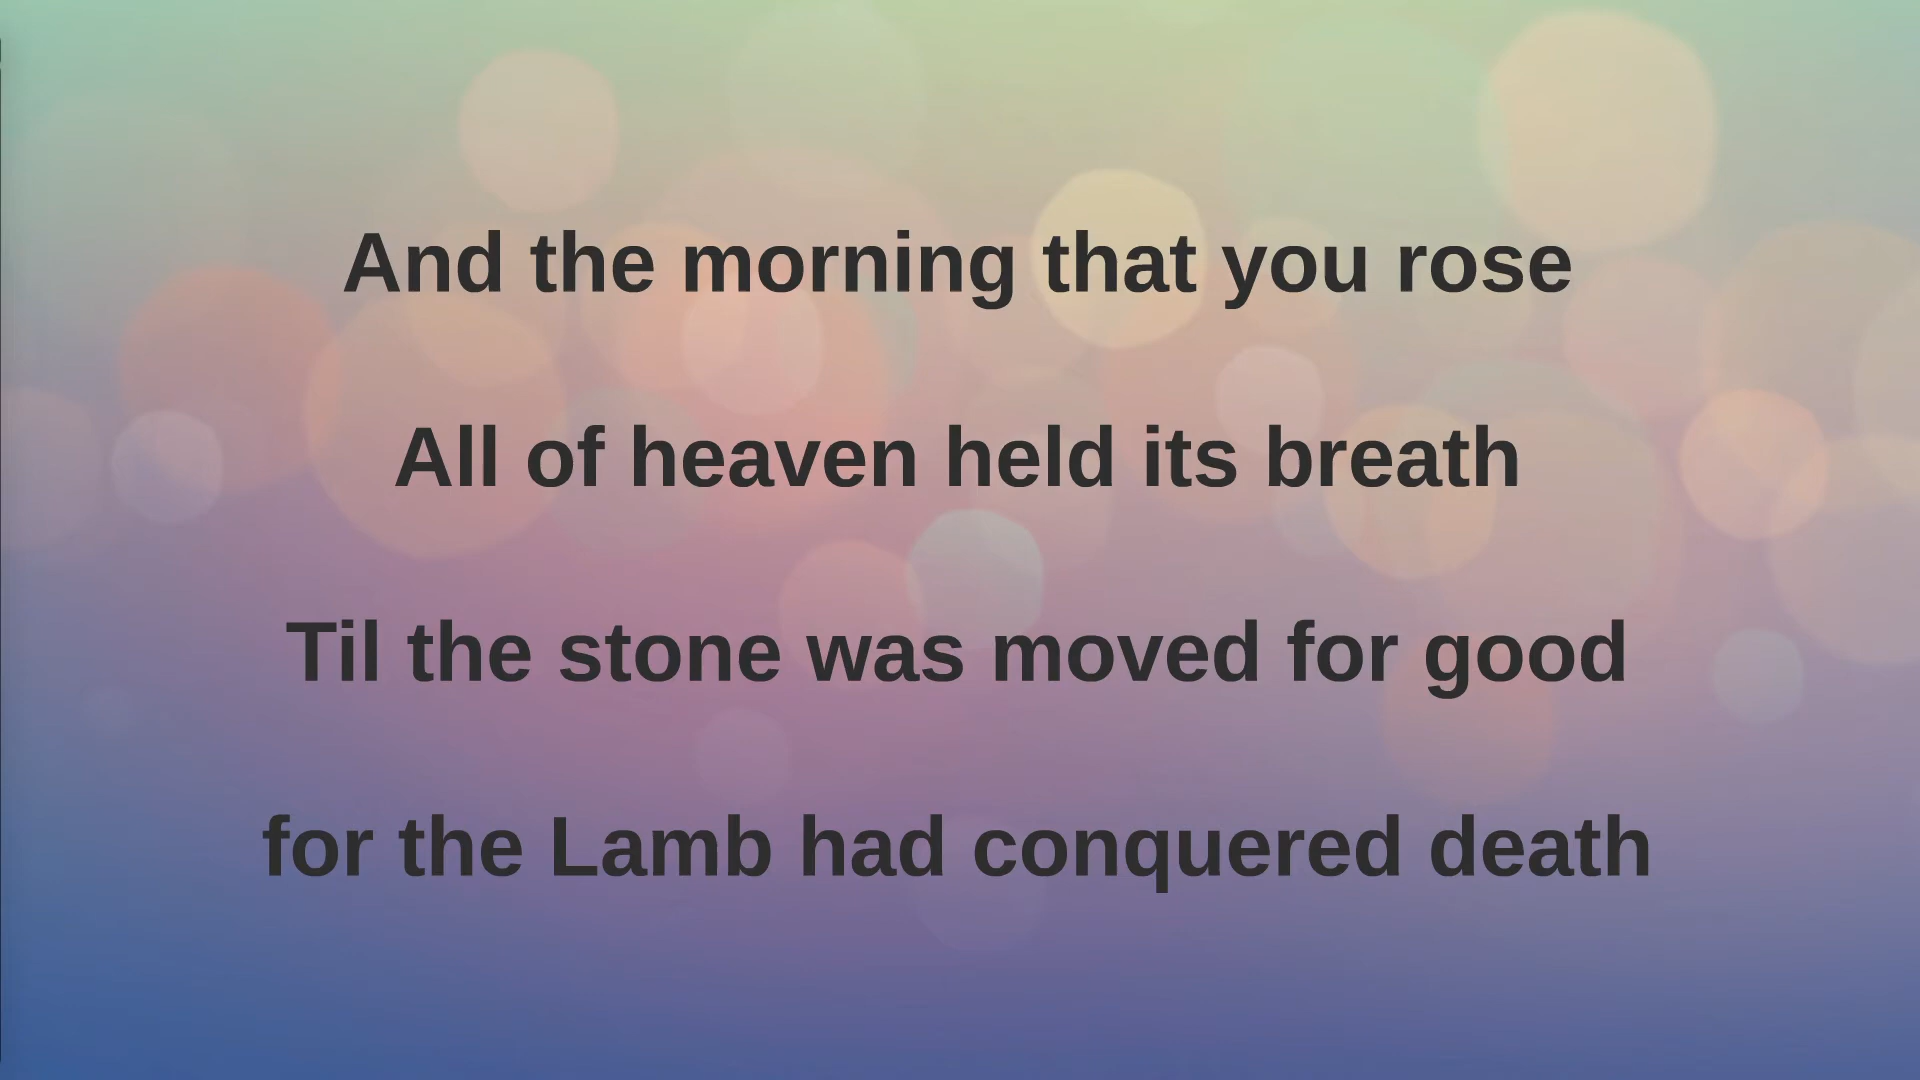 And the morning that you rose
All of heaven held its breath
Til the stone was moved for good
for the Lamb had conquered death